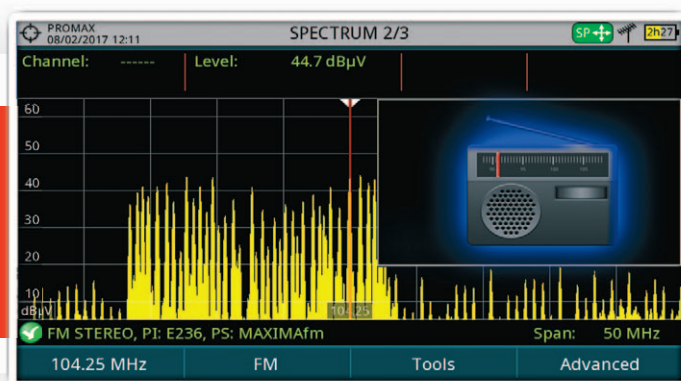 PROMAX
08/02/2017 12:11
SPECTRUM 2/3
SP
2h27
Channel: ------ Level: 44.7 dBµV
60
50
40
30
20
10
dBµV
104.25
FM STEREO, PI: E236, PS: MAXIMAfm
Span: 50 MHz
104.25 MHz FM Tools Advanced